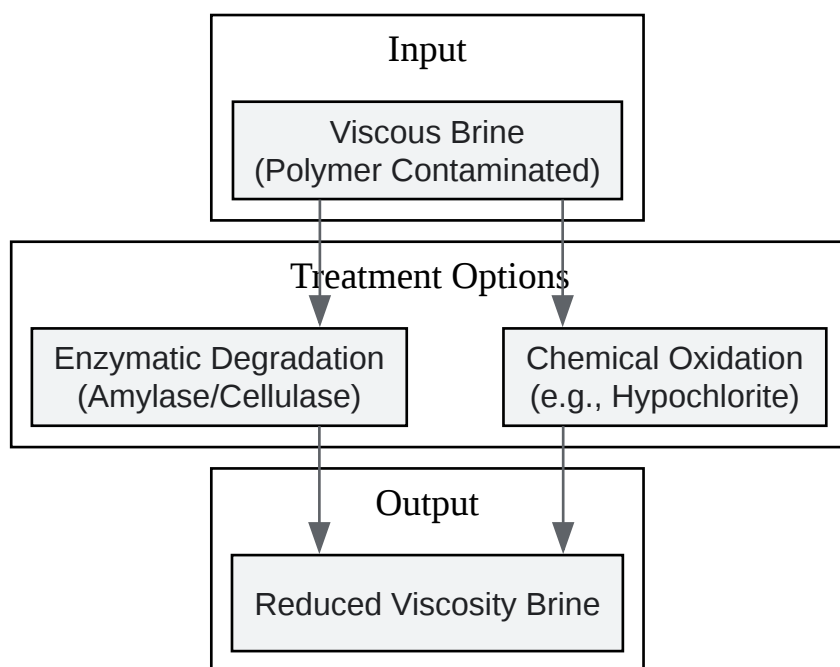 Input
Viscous Brine
(Polymer Contaminated)
Treatment Options
Enzymatic Degradation
(Amylase/Cellulase)
Chemical Oxidation
(e.g., Hypochlorite)
Output
Reduced Viscosity Brine